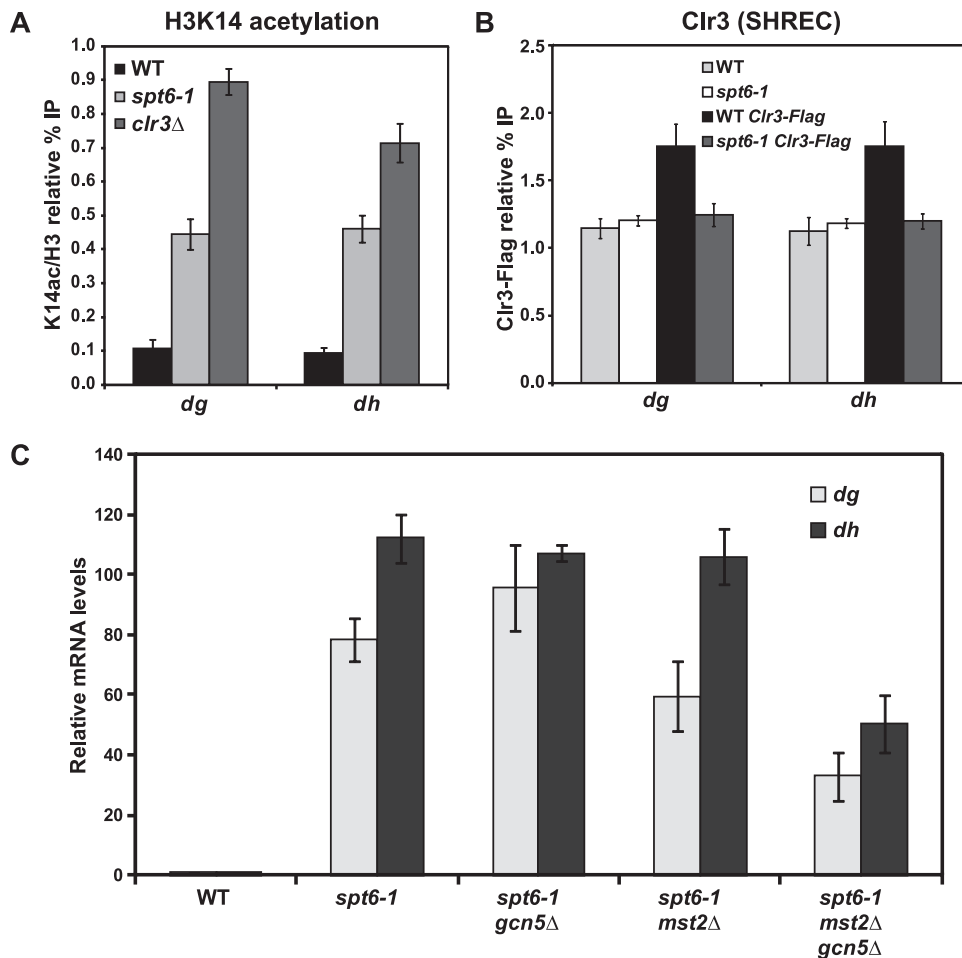 A
H3K14 acetylation
K14ac/H3 relative % IP
0.9
0.8
0.7
0.6
0.5
0.4
0.3
0.2
0.1
0.0
WT
spt6-1
clr3Δ
dg
dh
B
Clr3 (SHREC)
Clr3-Flag relative % IP
2.5
2.0
1.5
1.0
0.5
0.0
WT
spt6-1
WT Clr3-Flag
spt6-1 Clr3-Flag
dg
dh
C
Relative mRNA levels
140
120
100
80
60
40
20
0
dg
dh
WT
spt6-1
spt6-1
gcn5Δ
spt6-1
mst2Δ
spt6-1
mst2Δ
gcn5Δ